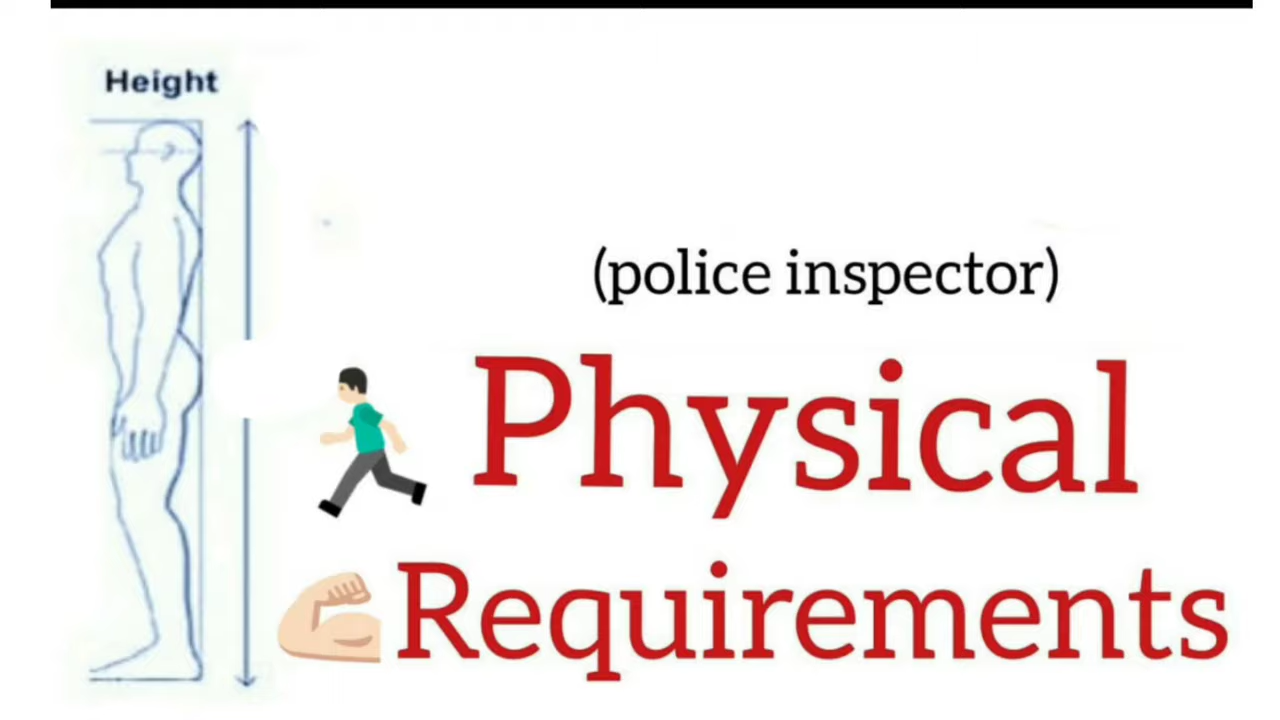 Height
(police inspector)
Physical
Requirements